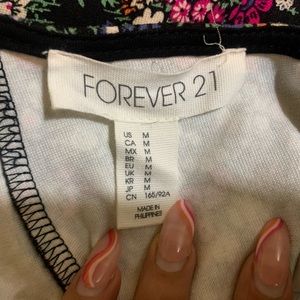 FOREVER 21
US M
CA M
MX M
BR M
EU M
UK M
KR M
JP M
CN 165/92A
MADE IN
PHILIPPINES